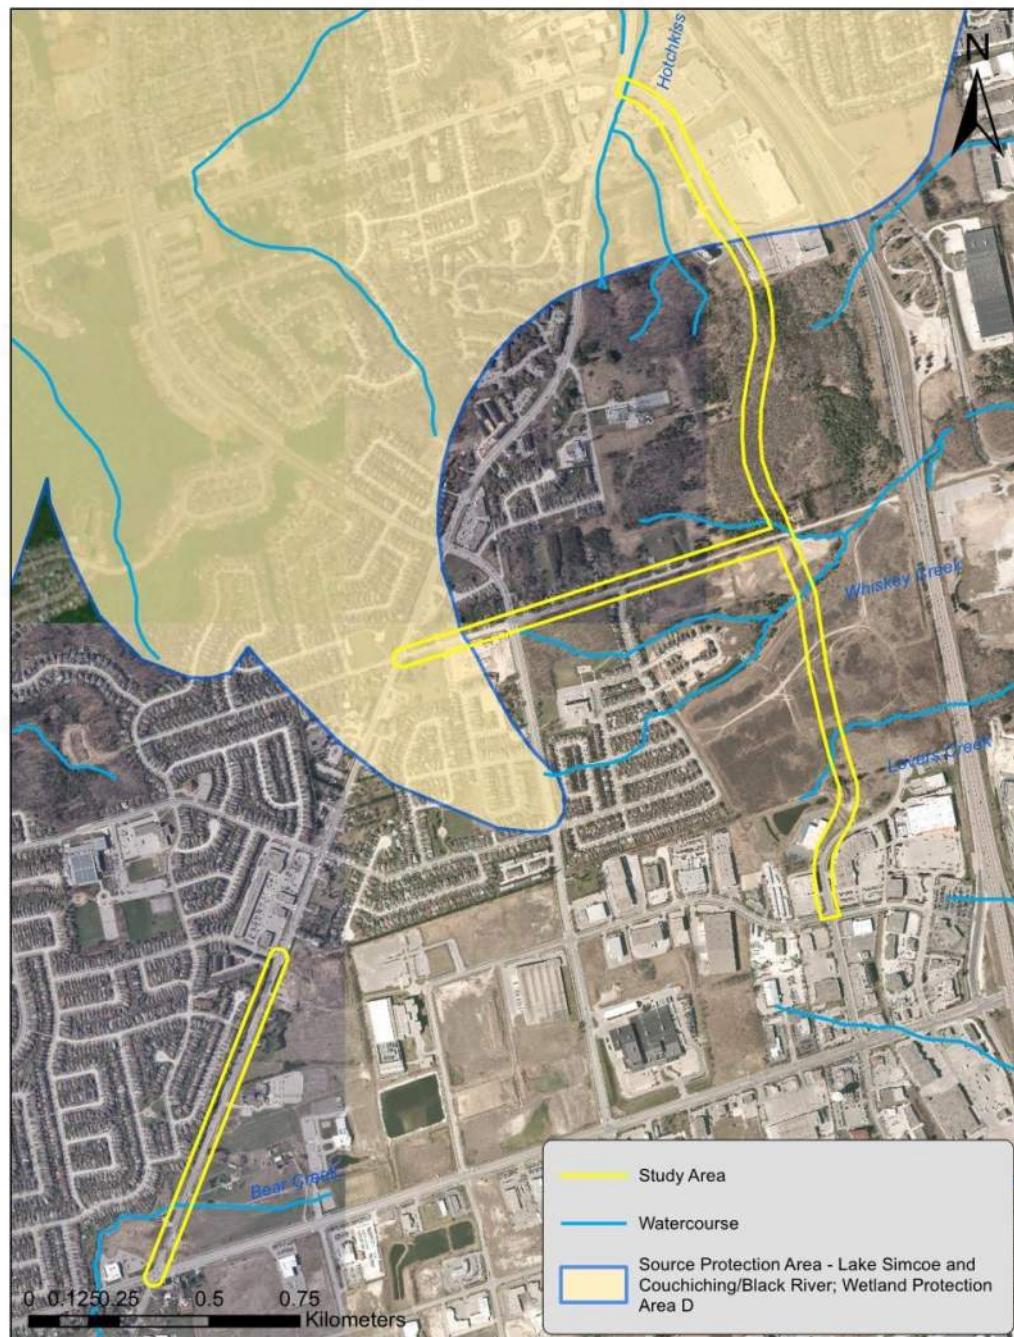 Hotchkiss
N
Whiskey Creek
Lovers Creek
Bear Creek
Study Area
Watercourse
Source Protection Area - Lake Simcoe and
Couchiching/Black River; Wetland Protection
Area D
0 0.125 0.25 0.5 0.75
Kilometers